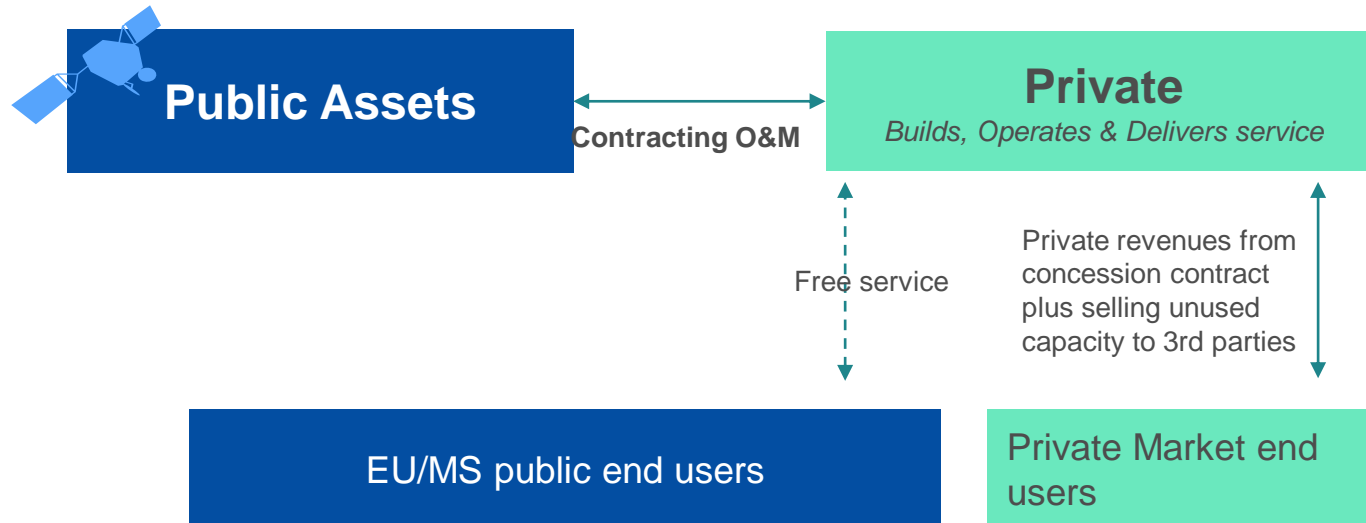 Public Assets
Contracting O&M
Private
Builds, Operates & Delivers service
Free service
Private revenues from
concession contract
plus selling unused
capacity to 3rd parties
EU/MS public end users
Private Market end
users